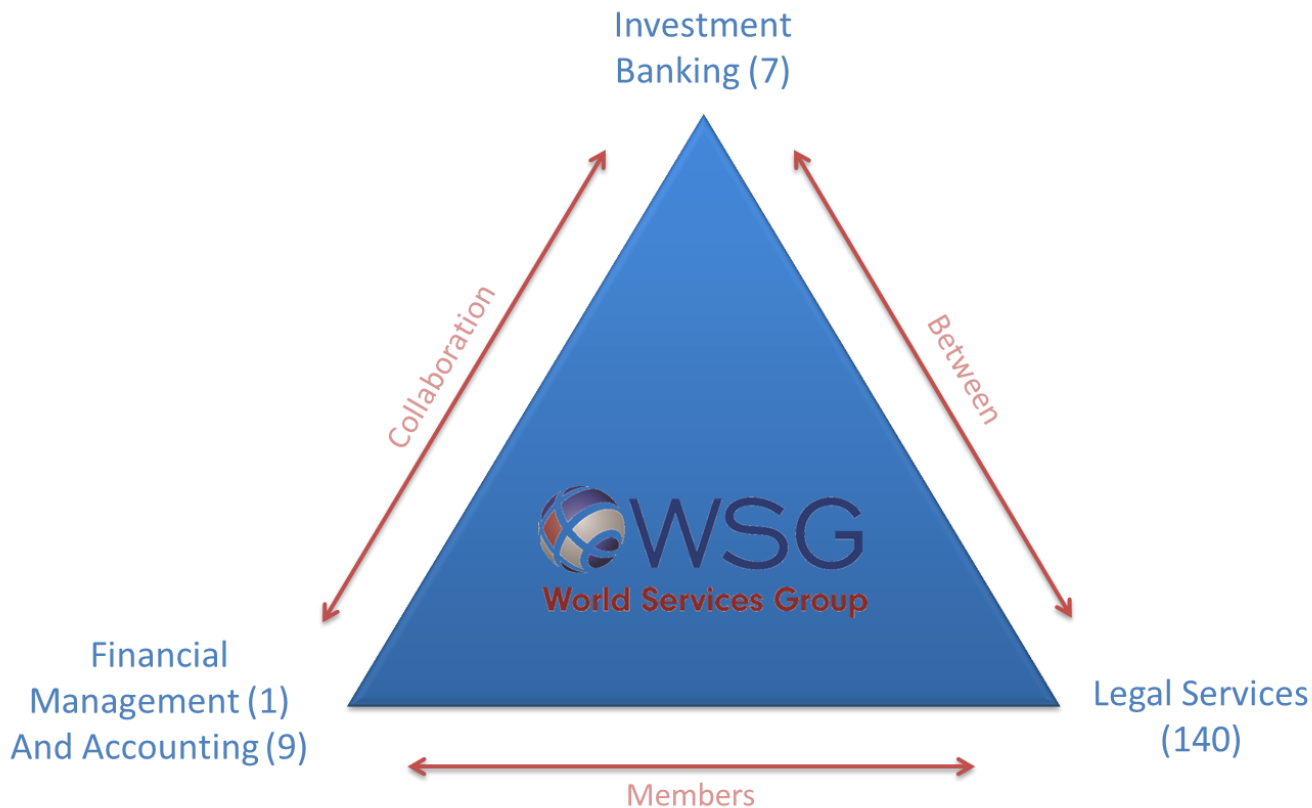 Investment
Banking (7)
Collaboration
Between
WSG
World Services Group
Financial
Management (1)
And Accounting (9)
Legal Services
(140)
Members